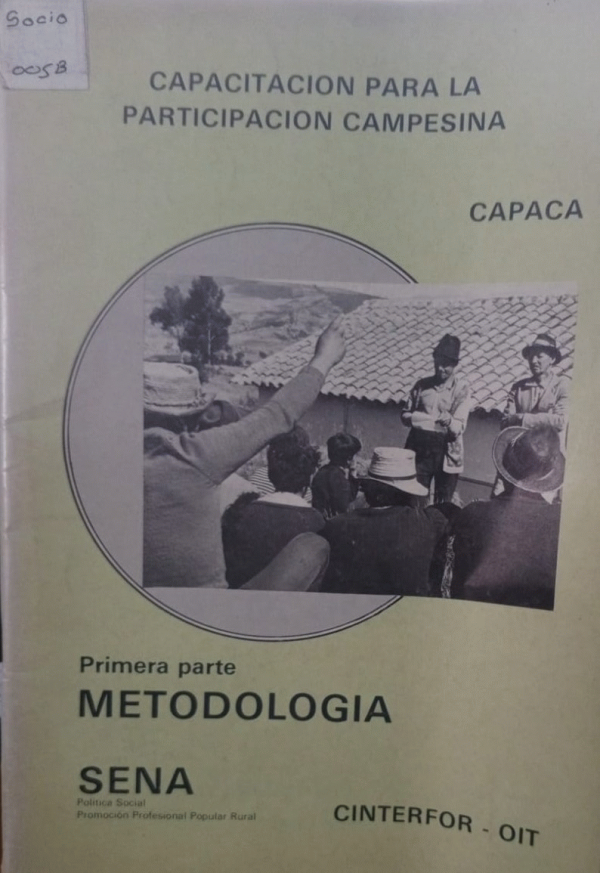 Socio
005B
CAPACITACION PARA LA
PARTICIPACION CAMPESINA
CAPACA
Primera parte
METODOLOGIA
SENA
Política Social
Promoción Profesional Popular Rural
CINTERFOR - OIT